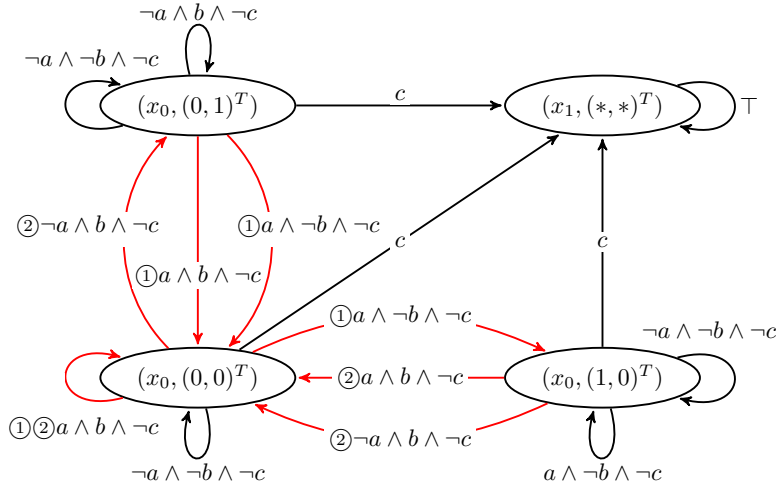 ¬a ∧ b ∧ ¬c
¬a ∧ ¬b ∧ ¬c
(x₀, (0, 1)ᵀ)
c
(x₁, (∗, ∗)ᵀ)
⊤
②¬a ∧ b ∧ ¬c
①a ∧ ¬b ∧ ¬c
①a ∧ b ∧ ¬c
c
c
①a ∧ ¬b ∧ ¬c
¬a ∧ ¬b ∧ ¬c
(x₀, (0, 0)ᵀ)
②a ∧ b ∧ ¬c
(x₀, (1, 0)ᵀ)
①②a ∧ b ∧ ¬c
②¬a ∧ b ∧ ¬c
¬a ∧ ¬b ∧ ¬c
a ∧ ¬b ∧ ¬c